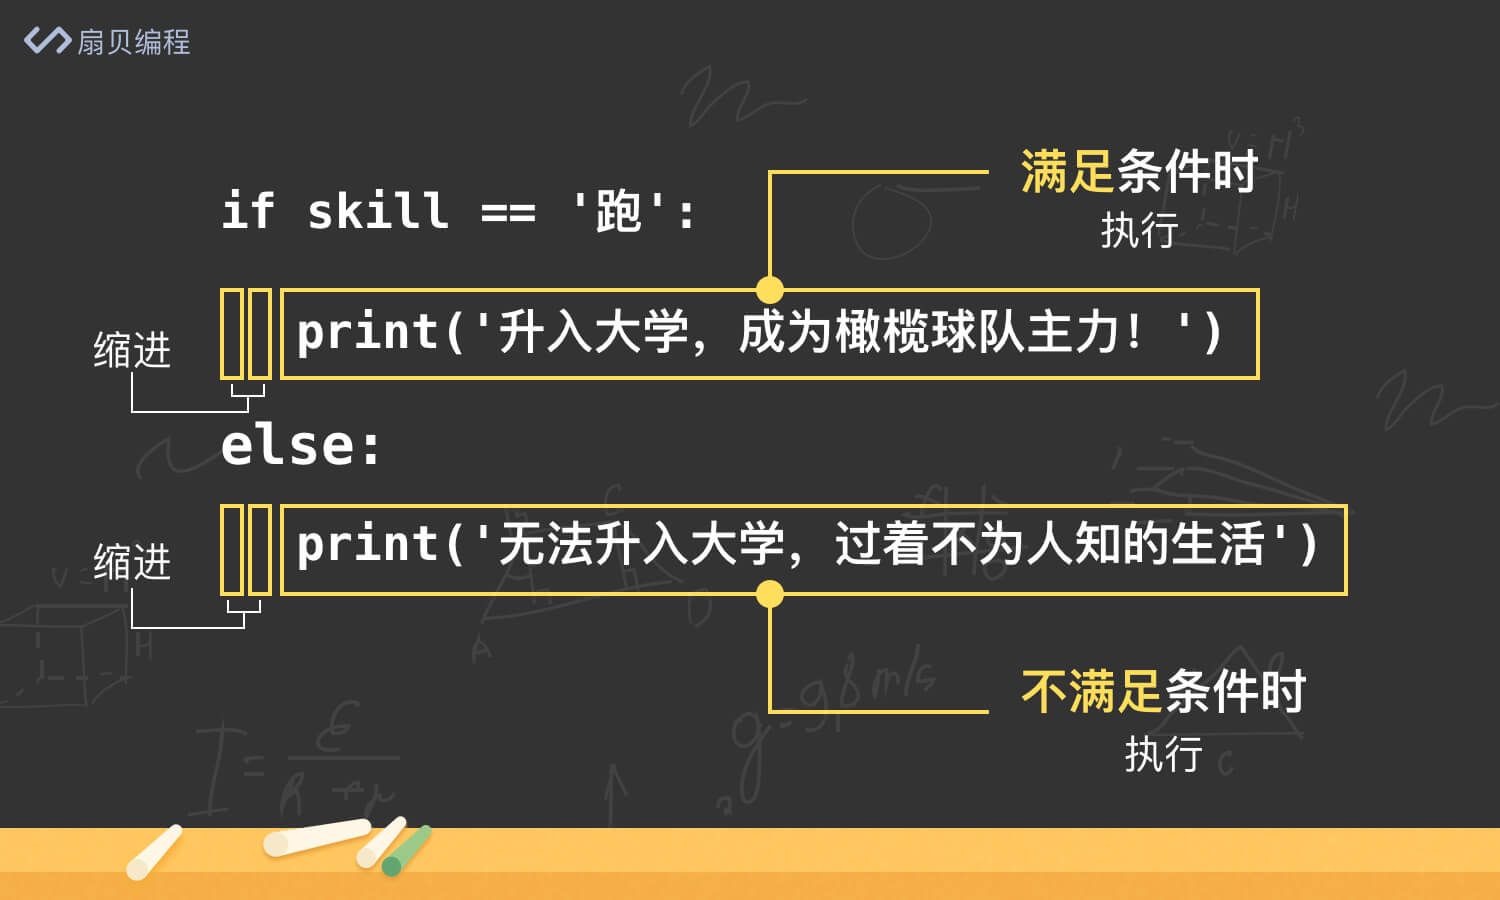 扇贝编程
if skill == '跑':
满足条件时
执行
缩进
print('升入大学，成为橄榄球队主力！')
else:
缩进
print('无法升入大学，过着不为人知的生活')
不满足条件时
执行